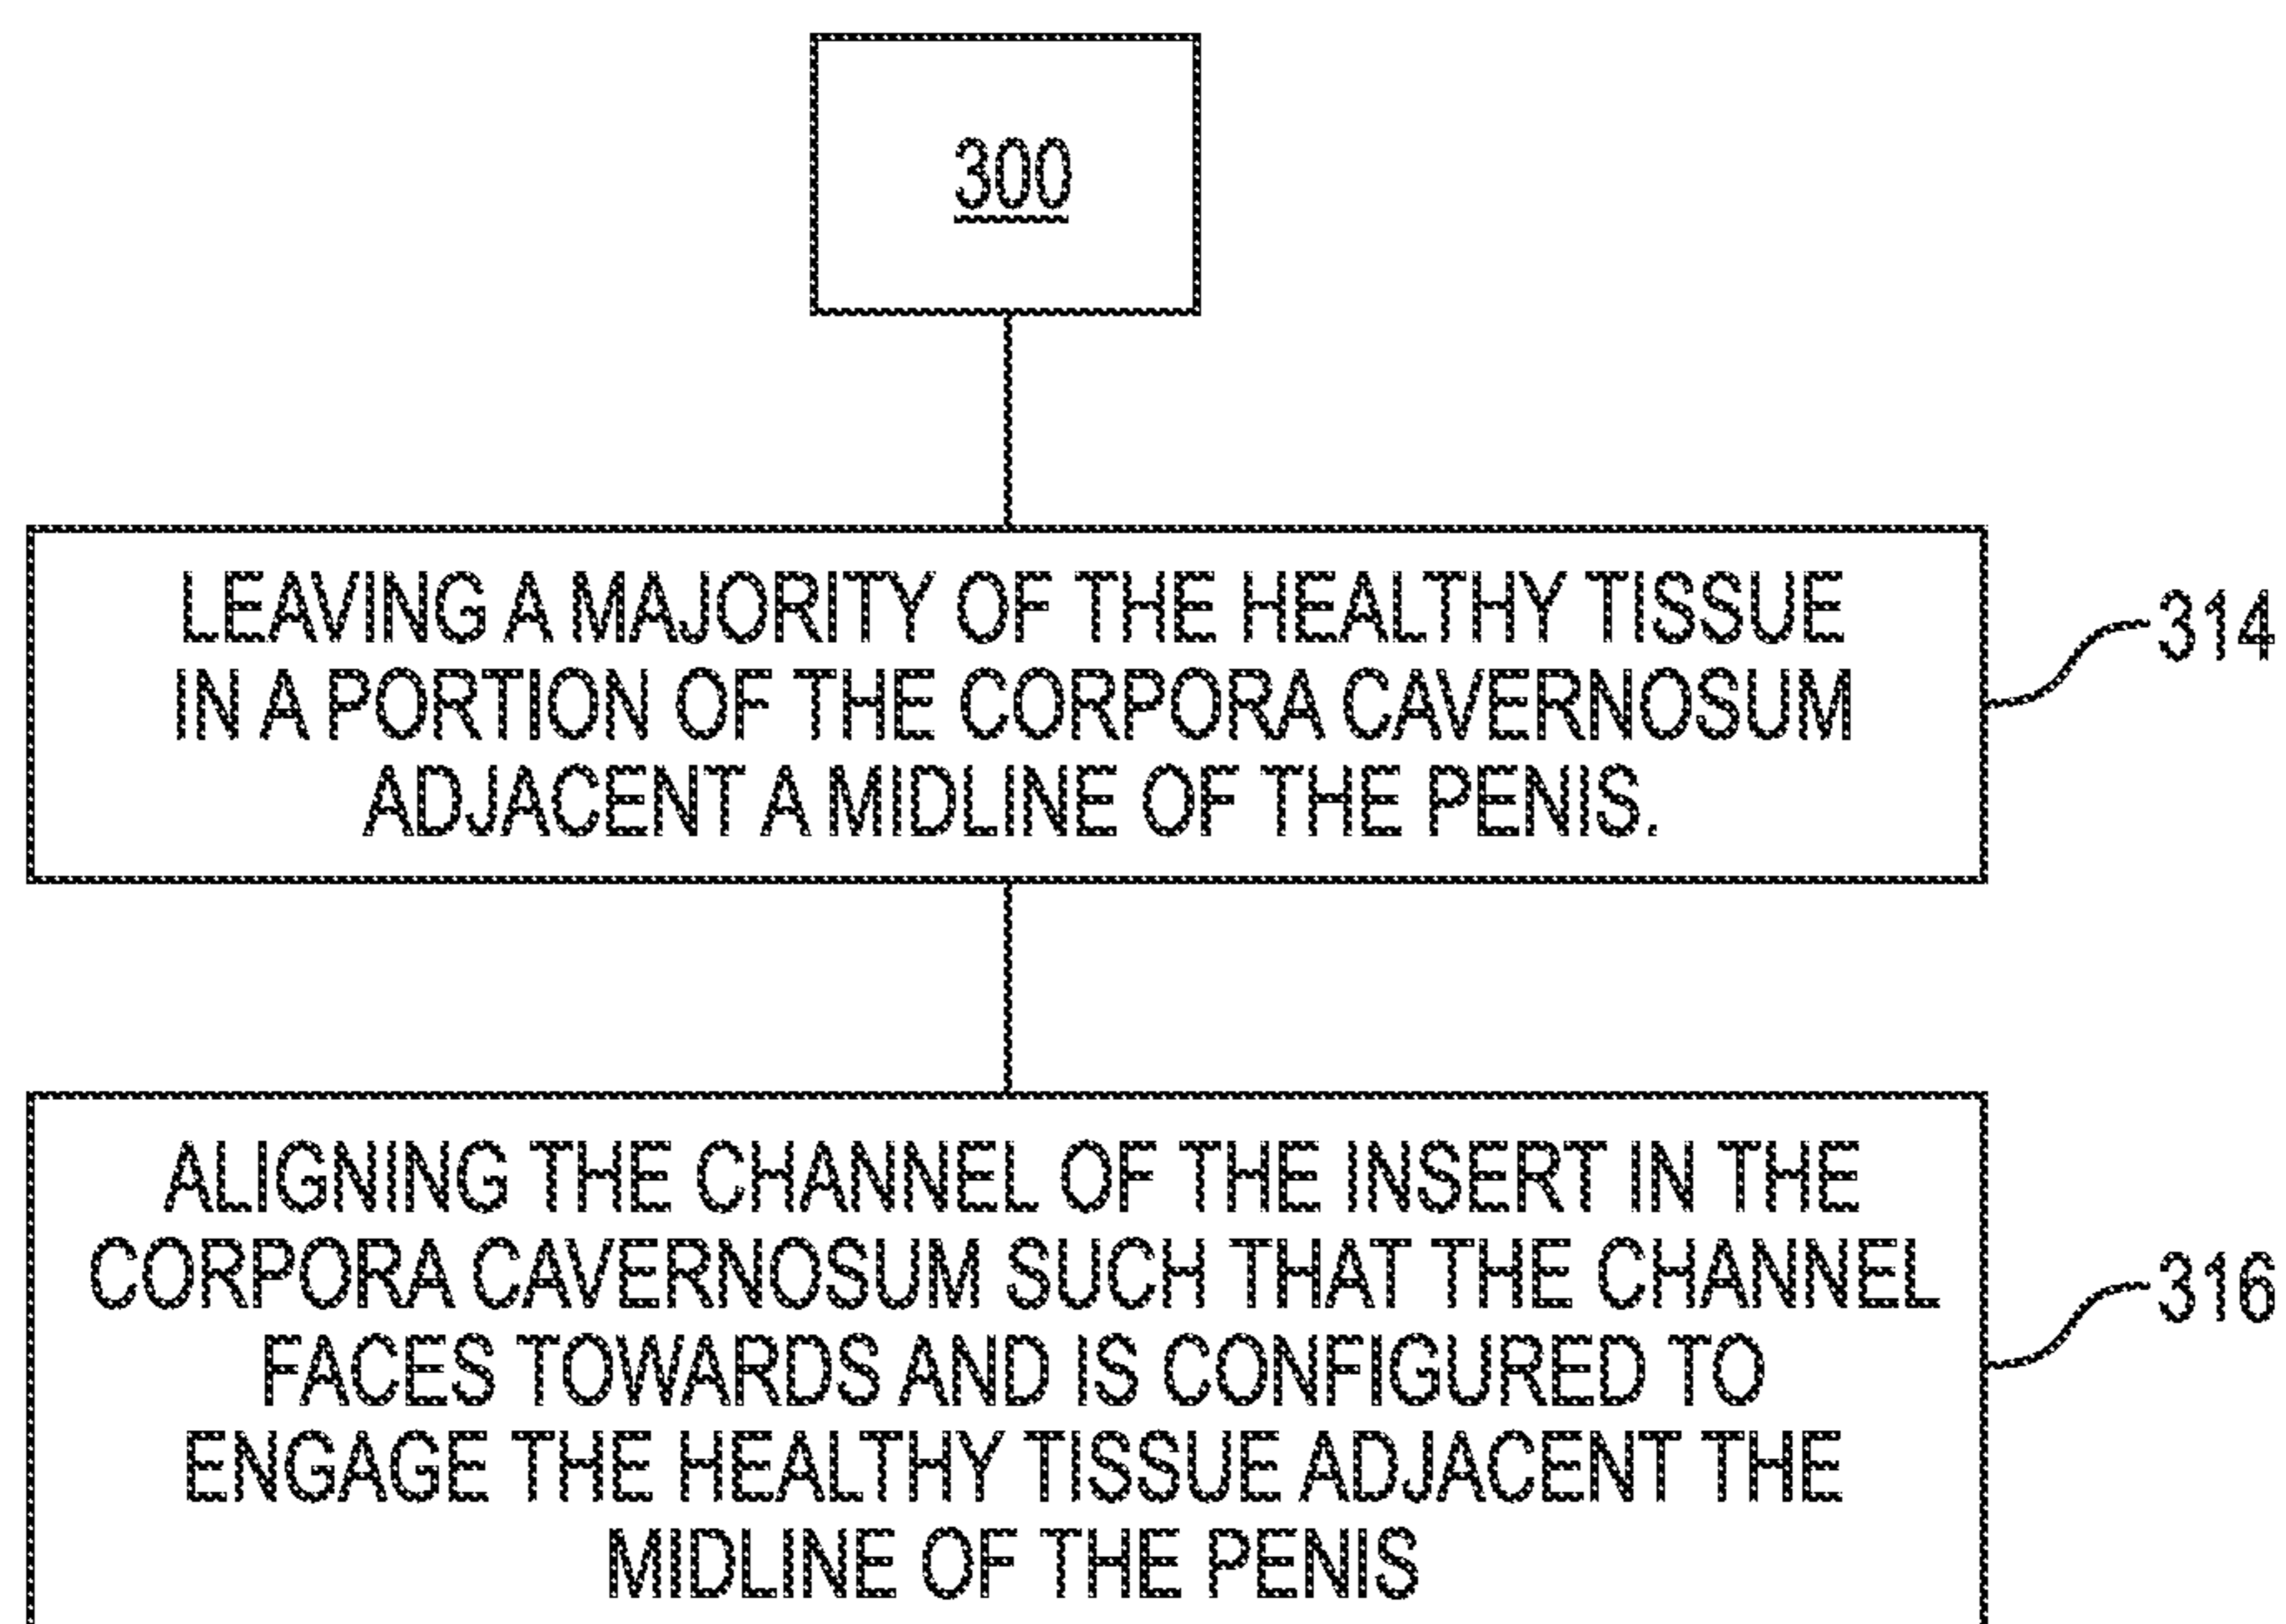 300
LEAVING A MAJORITY OF THE HEALTHY TISSUE
IN A PORTION OF THE CORPORA CAVERNOSUM
ADJACENT A MIDLINE OF THE PENIS.
314
ALIGNING THE CHANNEL OF THE INSERT IN THE
CORPORA CAVERNOSUM SUCH THAT THE CHANNEL
FACES TOWARDS AND IS CONFIGURED TO
ENGAGE THE HEALTHY TISSUE ADJACENT THE
MIDLINE OF THE PENIS
316